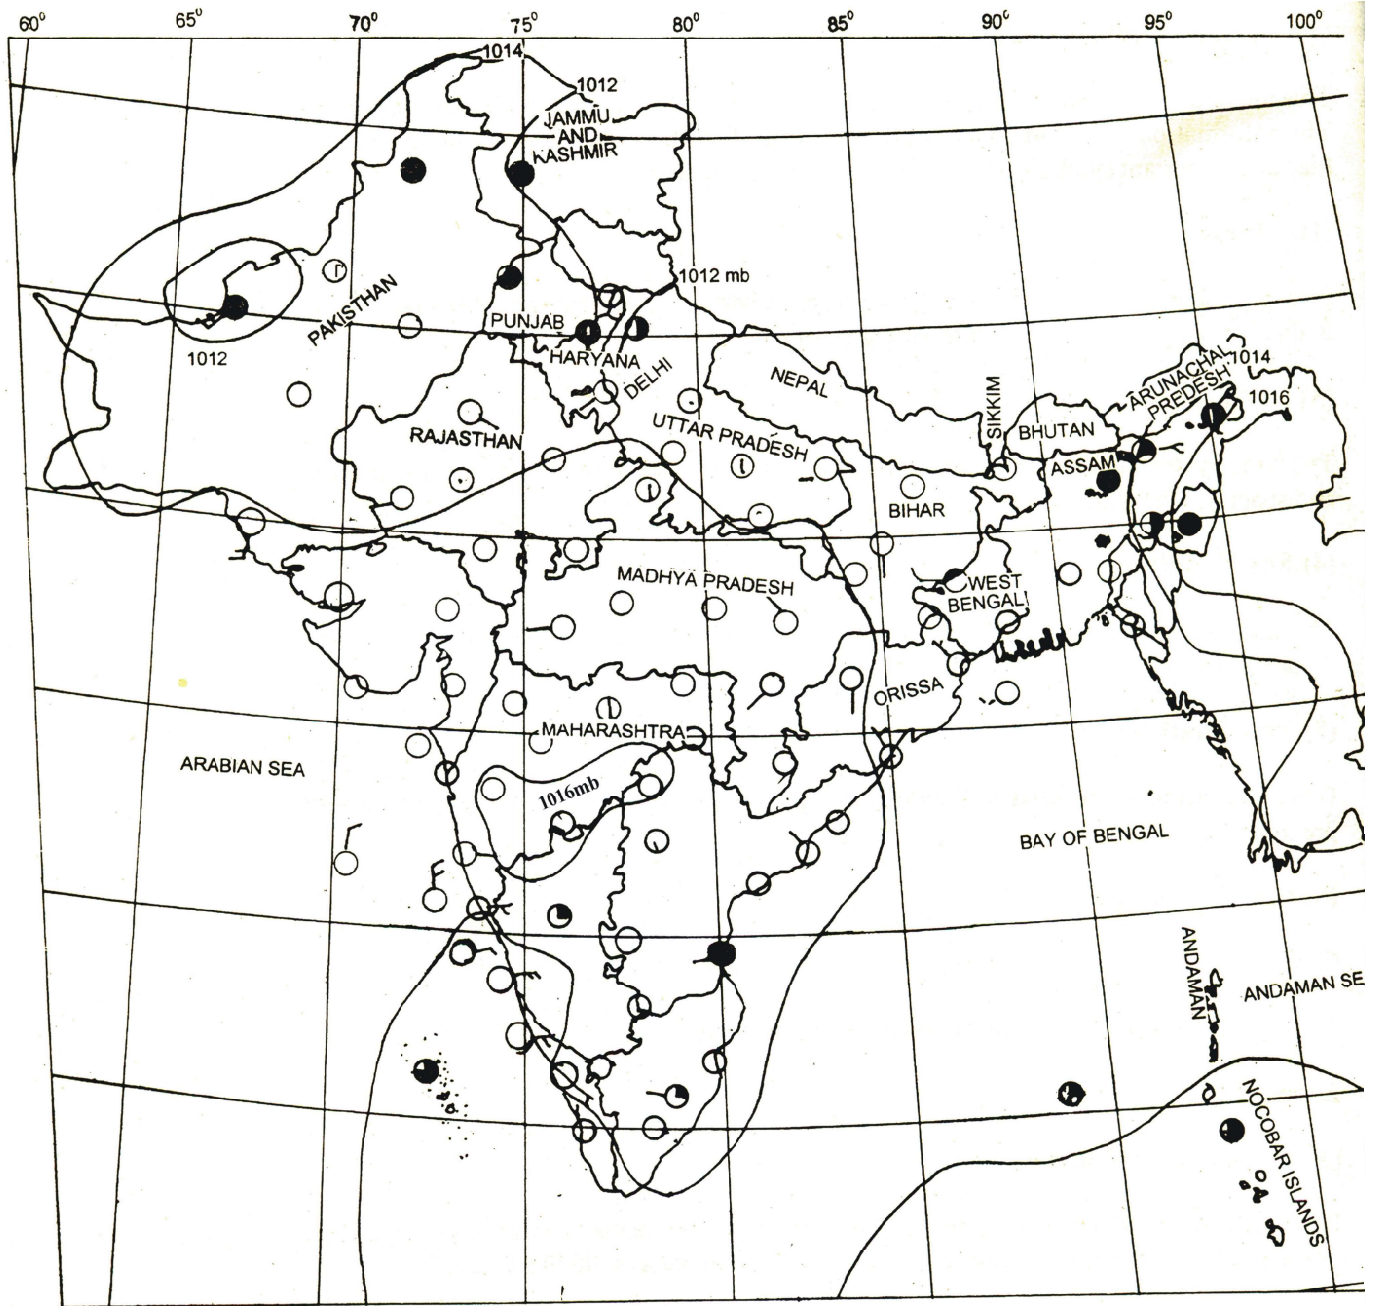 60° 65° 70° 75° 80° 85° 90° 95° 100°
1014
1012
JAMMU
AND
KASHMIR
1012 mb
PAKISTHAN
1012
PUNJAB
HARYANA
DELHI
NEPAL
SIKKIM
BHUTAN
ARUNACHAL
PREDESH
1014
1016
RAJASTHAN
UTTAR PRADESH
ASSAM
BIHAR
MADHYA PRADESH
WEST
BENGAL
ORISSA
MAHARASHTRA
ARABIAN SEA
1016mb
BAY OF BENGAL
ANDAMAN
ANDAMAN SE
NOCOBAR ISLANDS